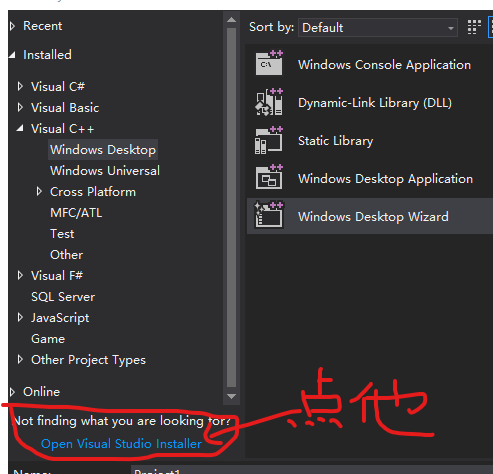 Recent
Installed
Visual C#
Visual Basic
Visual C++
Windows Desktop
Windows Universal
Cross Platform
MFC/ATL
Test
Other
Visual F#
SQL Server
JavaScript
Game
Other Project Types
Online
Not finding what you are looking for?
Open Visual Studio Installer
Sort by: Default
C:\
Windows Console Application
Dynamic-Link Library (DLL)
Static Library
Windows Desktop Application
Windows Desktop Wizard
点他
Name: Project1